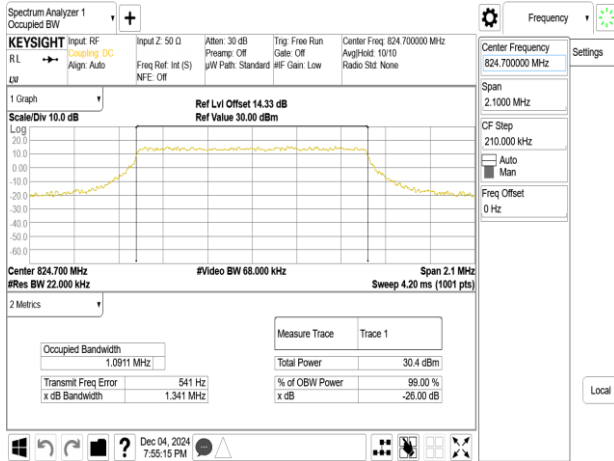 Spectrum Analyzer 1
Occupied BW
Frequency
KEYSIGHT
RL
Input: RF
Coupling: DC
Align: Auto
Input Z: 50 Ω
Freq Ref: Int (S)
NFE: Off
Atten: 30 dB
Preamp: Off
µW Path: Standard
Trig: Free Run
Gate: Off
#IF Gain: Low
Center Freq: 824.700000 MHz
Avg|Hold: 10/10
Radio Std: None
Center Frequency
824.700000 MHz
Settings
Span
2.1000 MHz
CF Step
210.000 kHz
Auto
Man
Freq Offset
0 Hz
Local
1 Graph
Scale/Div 10.0 dB
Ref Lvl Offset 14.33 dB
Ref Value 30.00 dBm
Log
20.0
10.0
0.00
-10.0
-20.0
-30.0
-40.0
-50.0
-60.0
Center 824.700 MHz
#Res BW 22.000 kHz
#Video BW 68.000 kHz
Span 2.1 MHz
Sweep 4.20 ms (1001 pts)
2 Metrics
Measure Trace Trace 1
Occupied Bandwidth
1.0911 MHz
Total Power 30.4 dBm
Transmit Freq Error 541 Hz
% of OBW Power 99.00 %
x dB Bandwidth 1.341 MHz
x dB -26.00 dB
Dec 04, 2024
7:55:15 PM